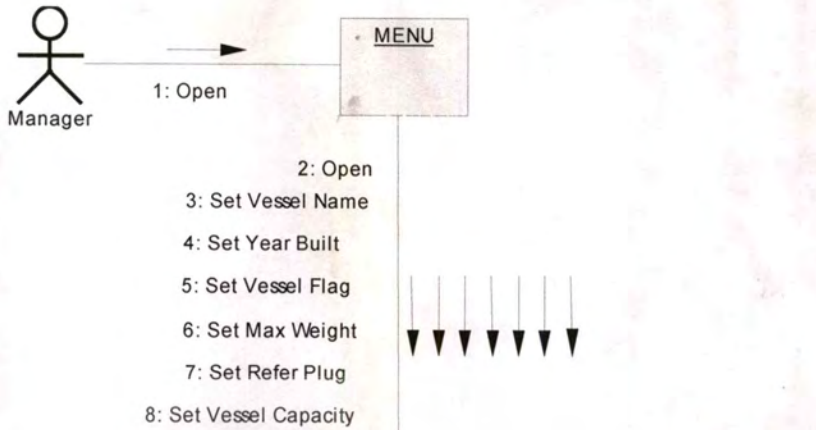 MENU
1: Open
Manager
2: Open
3: Set Vessel Name
4: Set Year Built
5: Set Vessel Flag
6: Set Max Weight
7: Set Refer Plug
8: Set Vessel Capacity